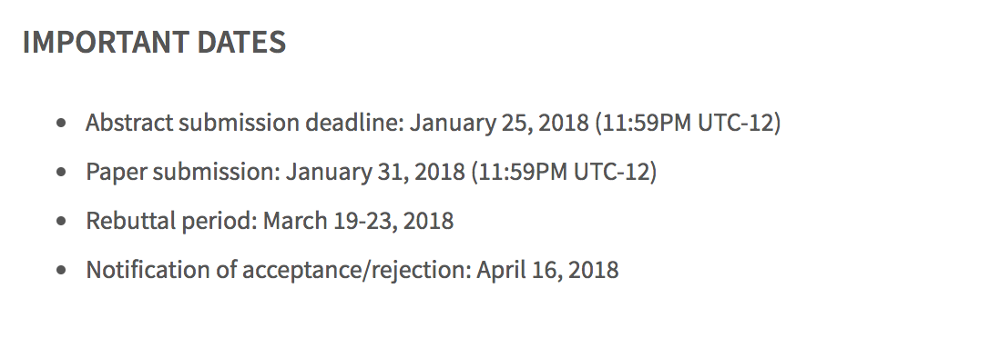 IMPORTANT DATES
• Abstract submission deadline: January 25, 2018 (11:59PM UTC-12)
• Paper submission: January 31, 2018 (11:59PM UTC-12)
• Rebuttal period: March 19-23, 2018
• Notification of acceptance/rejection: April 16, 2018